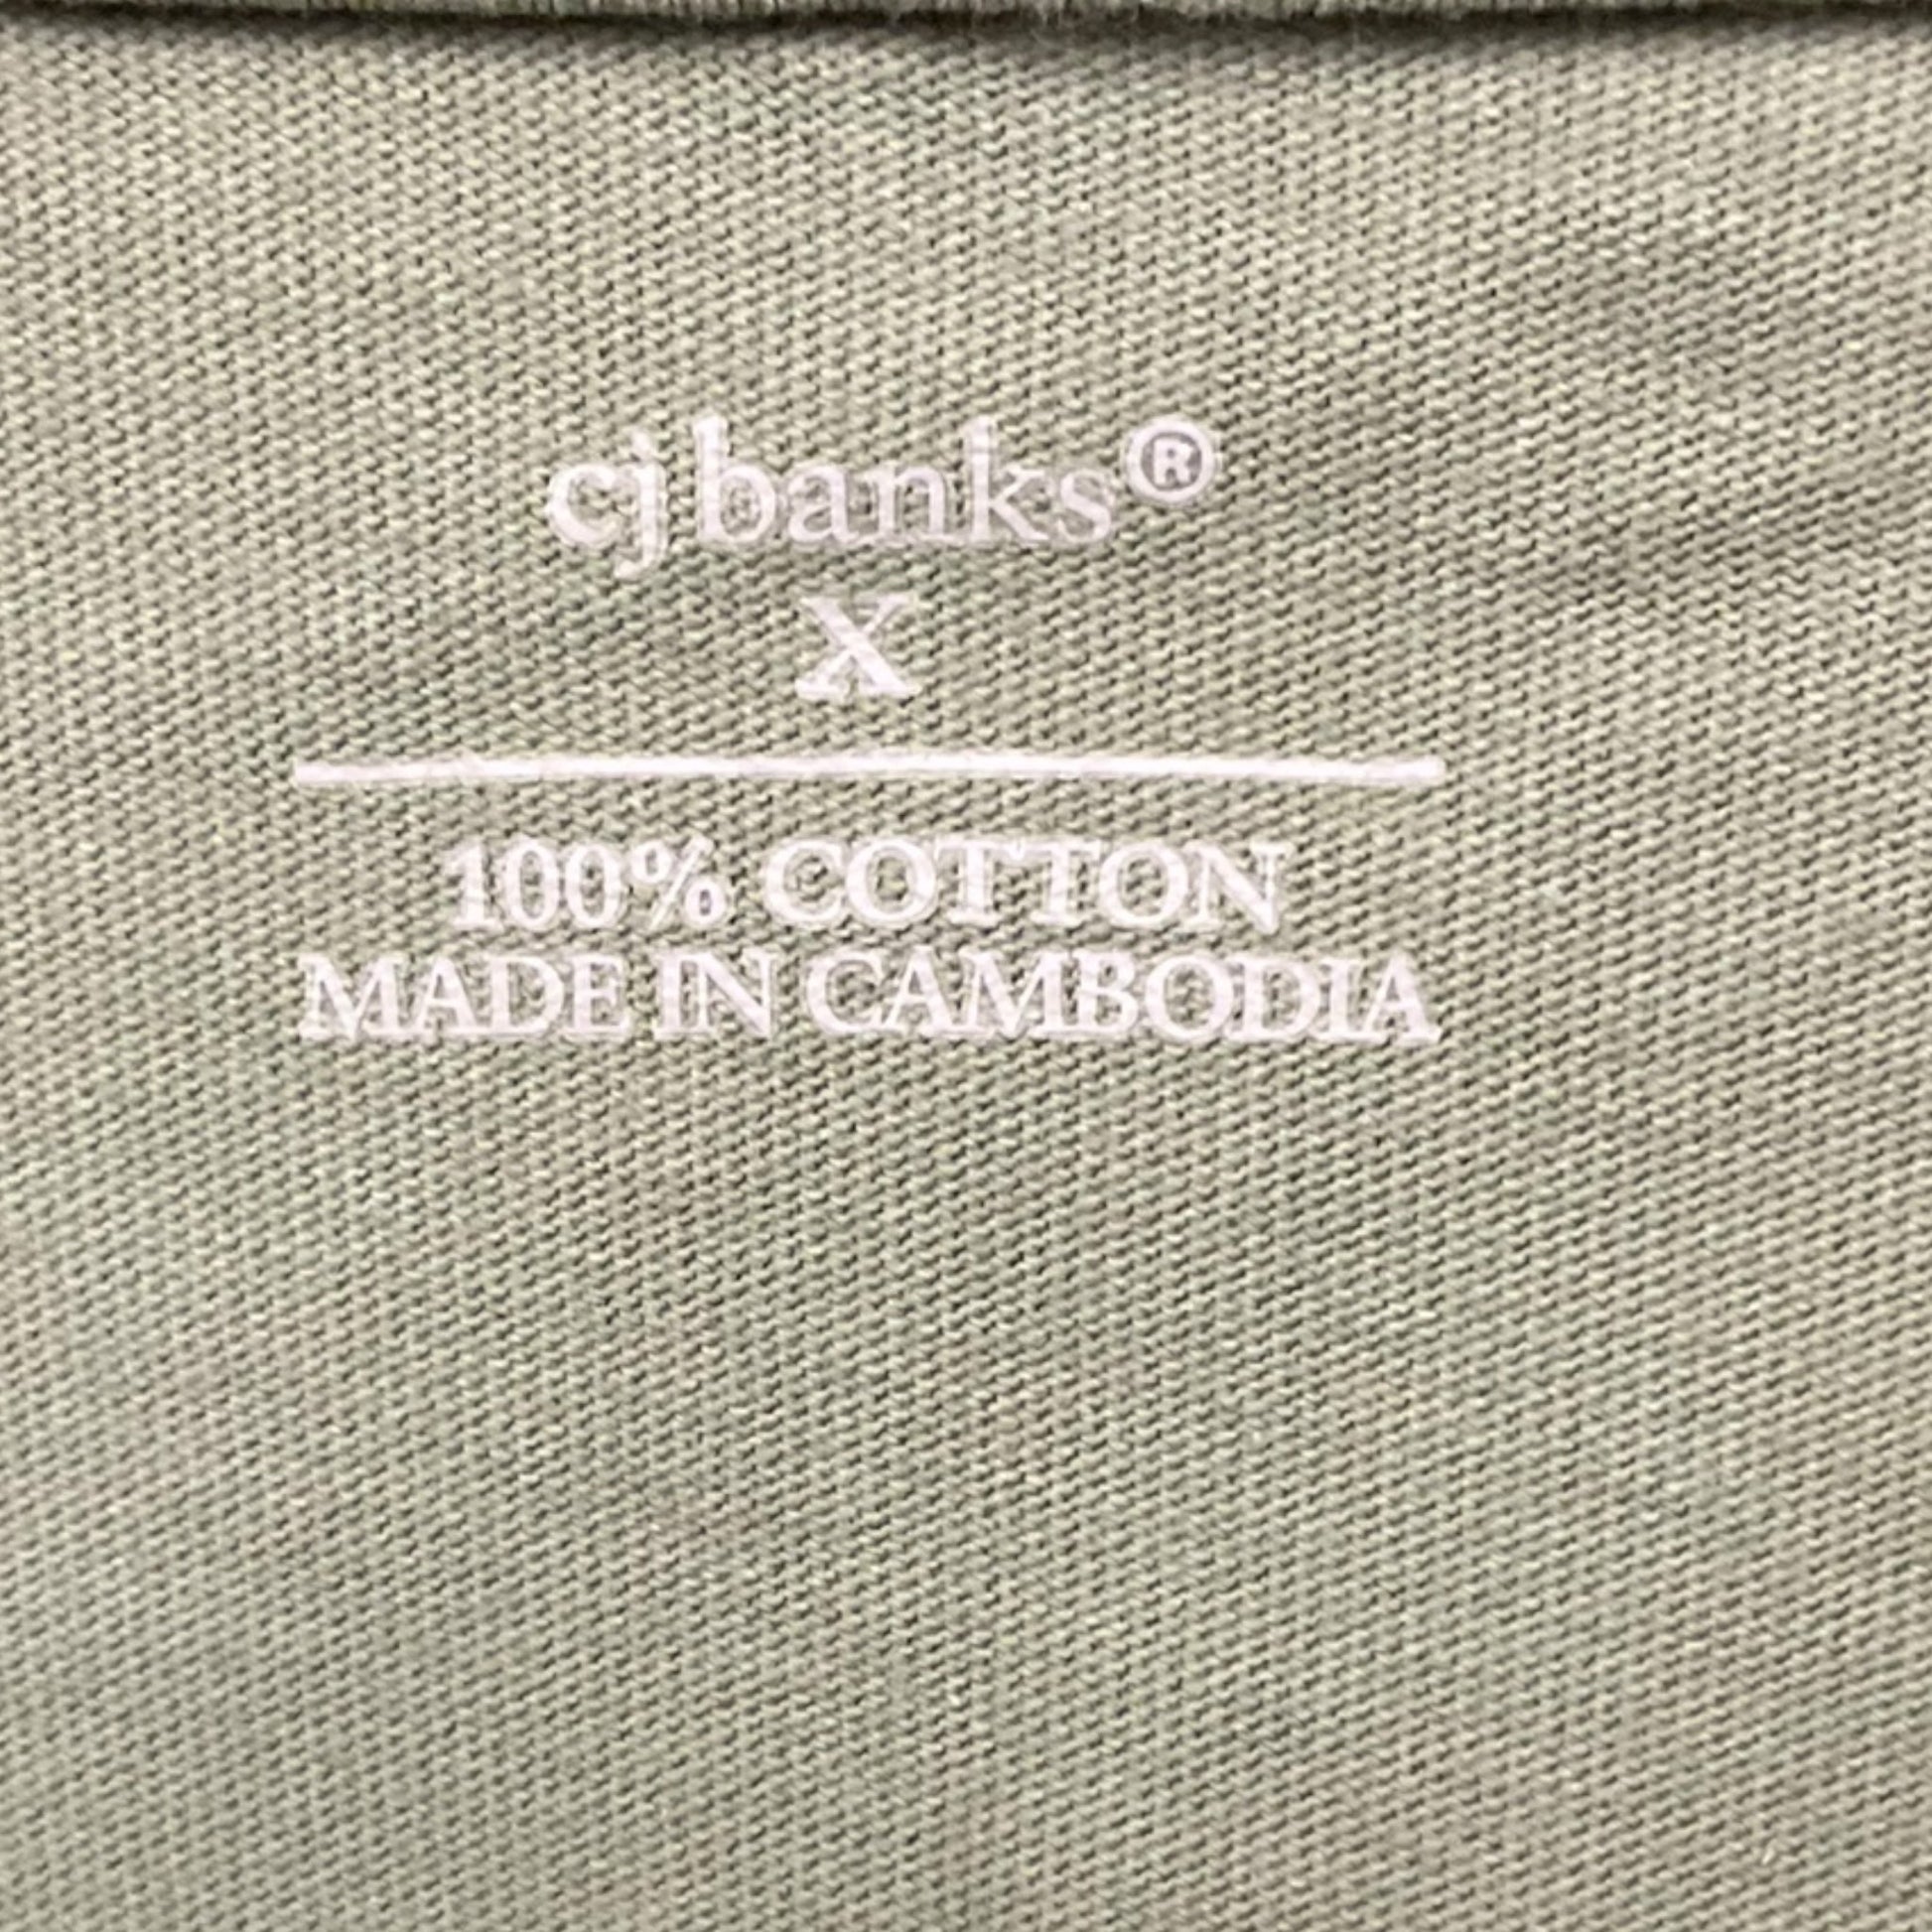 cj banks®
X
100% COTTON
MADE IN CAMBODIA